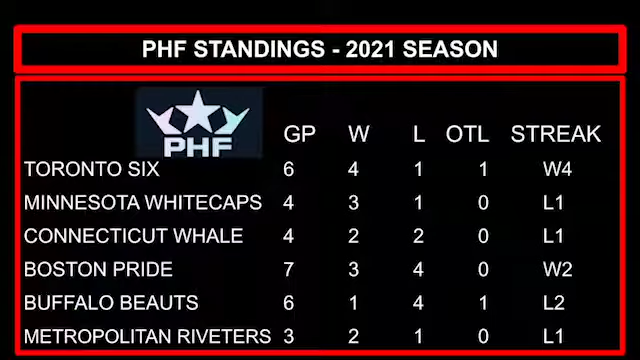 PHF STANDINGS - 2021 SEASON
PHF
GP W L OTL STREAK
TORONTO SIX 6 4 1 1 W4
MINNESOTA WHITECAPS 4 3 1 0 L1
CONNECTICUT WHALE 4 2 2 0 L1
BOSTON PRIDE 7 3 4 0 W2
BUFFALO BEAUTS 6 1 4 1 L2
METROPOLITAN RIVETERS 3 2 1 0 L1